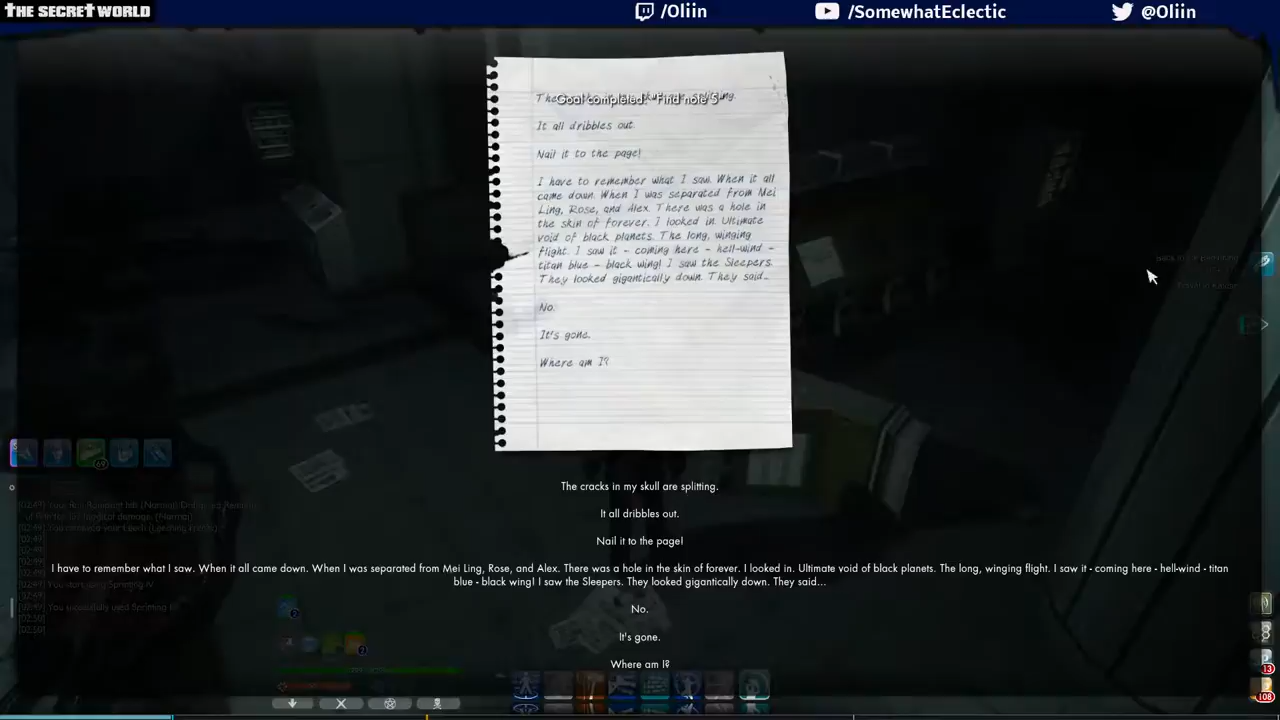 THE SECRET WORLD
/Oliin
/SomewhatEclectic
@Oliin
Goal completed: "Find note 5"
It all dribbles out.
Nail it to the page!
I have to remember what I saw. When it all
came down. When I was separated from Mei
Ling, Rose, and Alex. There was a hole in
the skin of forever. I looked in. Ultimate
void of black planets. The long, winging
flight. I saw it - coming here - hell-wind -
titan blue - black wing! I saw the Sleepers.
They looked gigantically down. They said...
No.
It's gone.
Where am I?
The cracks in my skull are splitting.
It all dribbles out.
Nail it to the page!
I have to remember what I saw. When it all came down. When I was separated from Mei Ling, Rose, and Alex. There was a hole in the skin of forever. I looked in. Ultimate void of black planets. The long, winging flight. I saw it - coming here - hell-wind - titan
blue - black wing! I saw the Sleepers. They looked gigantically down. They said...
No.
It's gone.
Where am I?
69
2
2
13
108